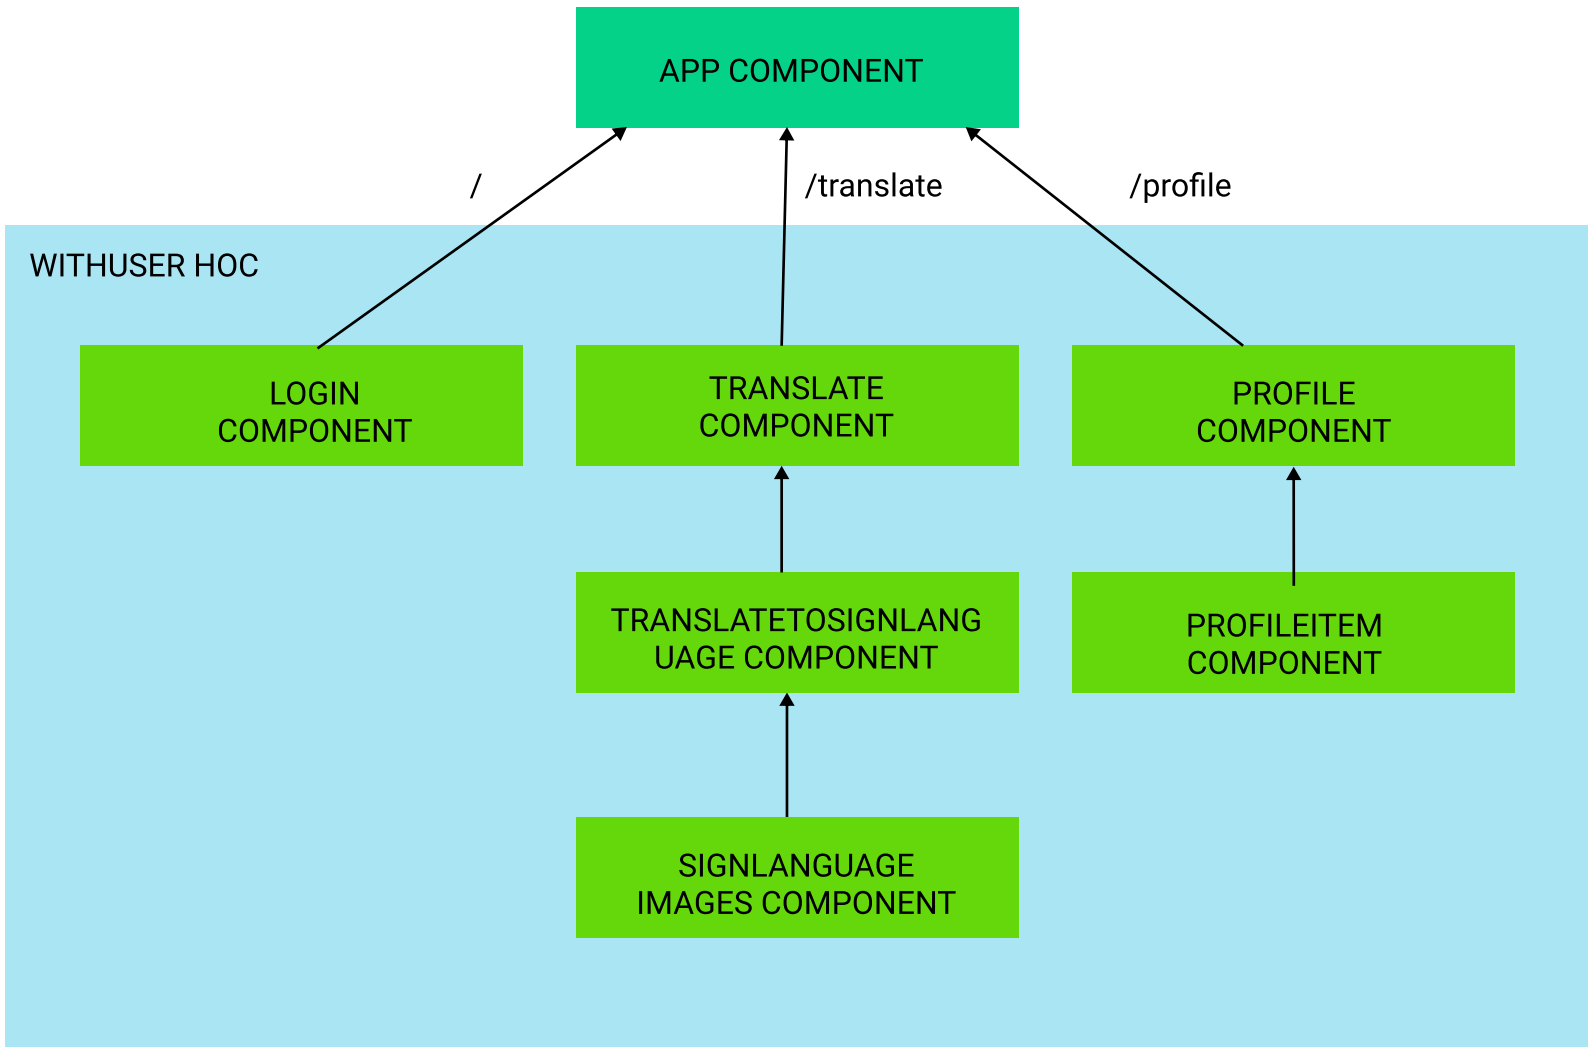 APP COMPONENT
/
/translate
/profile
WITHUSER HOC
LOGIN
COMPONENT
TRANSLATE
COMPONENT
PROFILE
COMPONENT
TRANSLATETOSIGNLANG
UAGE COMPONENT
PROFILEITEM
COMPONENT
SIGNLANGUAGE
IMAGES COMPONENT